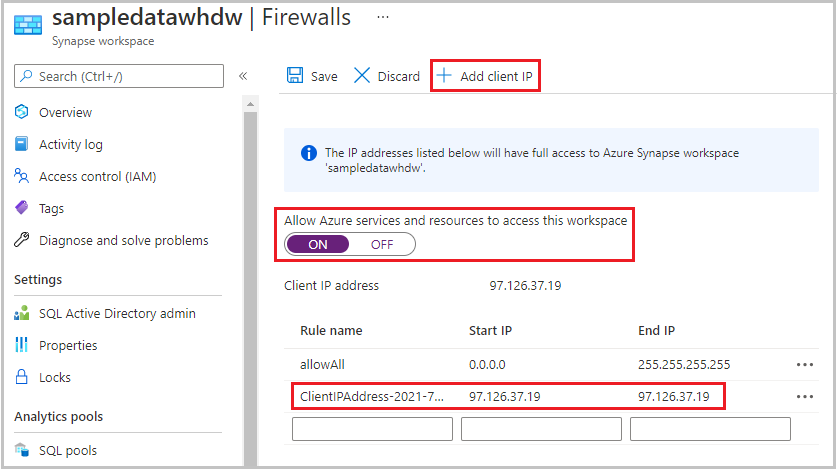 sampledatawhdw | Firewalls ...
Synapse workspace
Search (Ctrl+/)
«
Overview
Activity log
Access control (IAM)
Tags
Diagnose and solve problems
Settings
SQL Active Directory admin
Properties
Locks
Analytics pools
SQL pools
Save
Discard
Add client IP
The IP addresses listed below will have full access to Azure Synapse workspace
'sampledatawhdw'.
Allow Azure services and resources to access this workspace
ON OFF
Client IP address 97.126.37.19
Rule name Start IP End IP
allowAll 0.0.0.0 255.255.255.255 ...
ClientIPAddress-2021-7... 97.126.37.19 97.126.37.19 ...